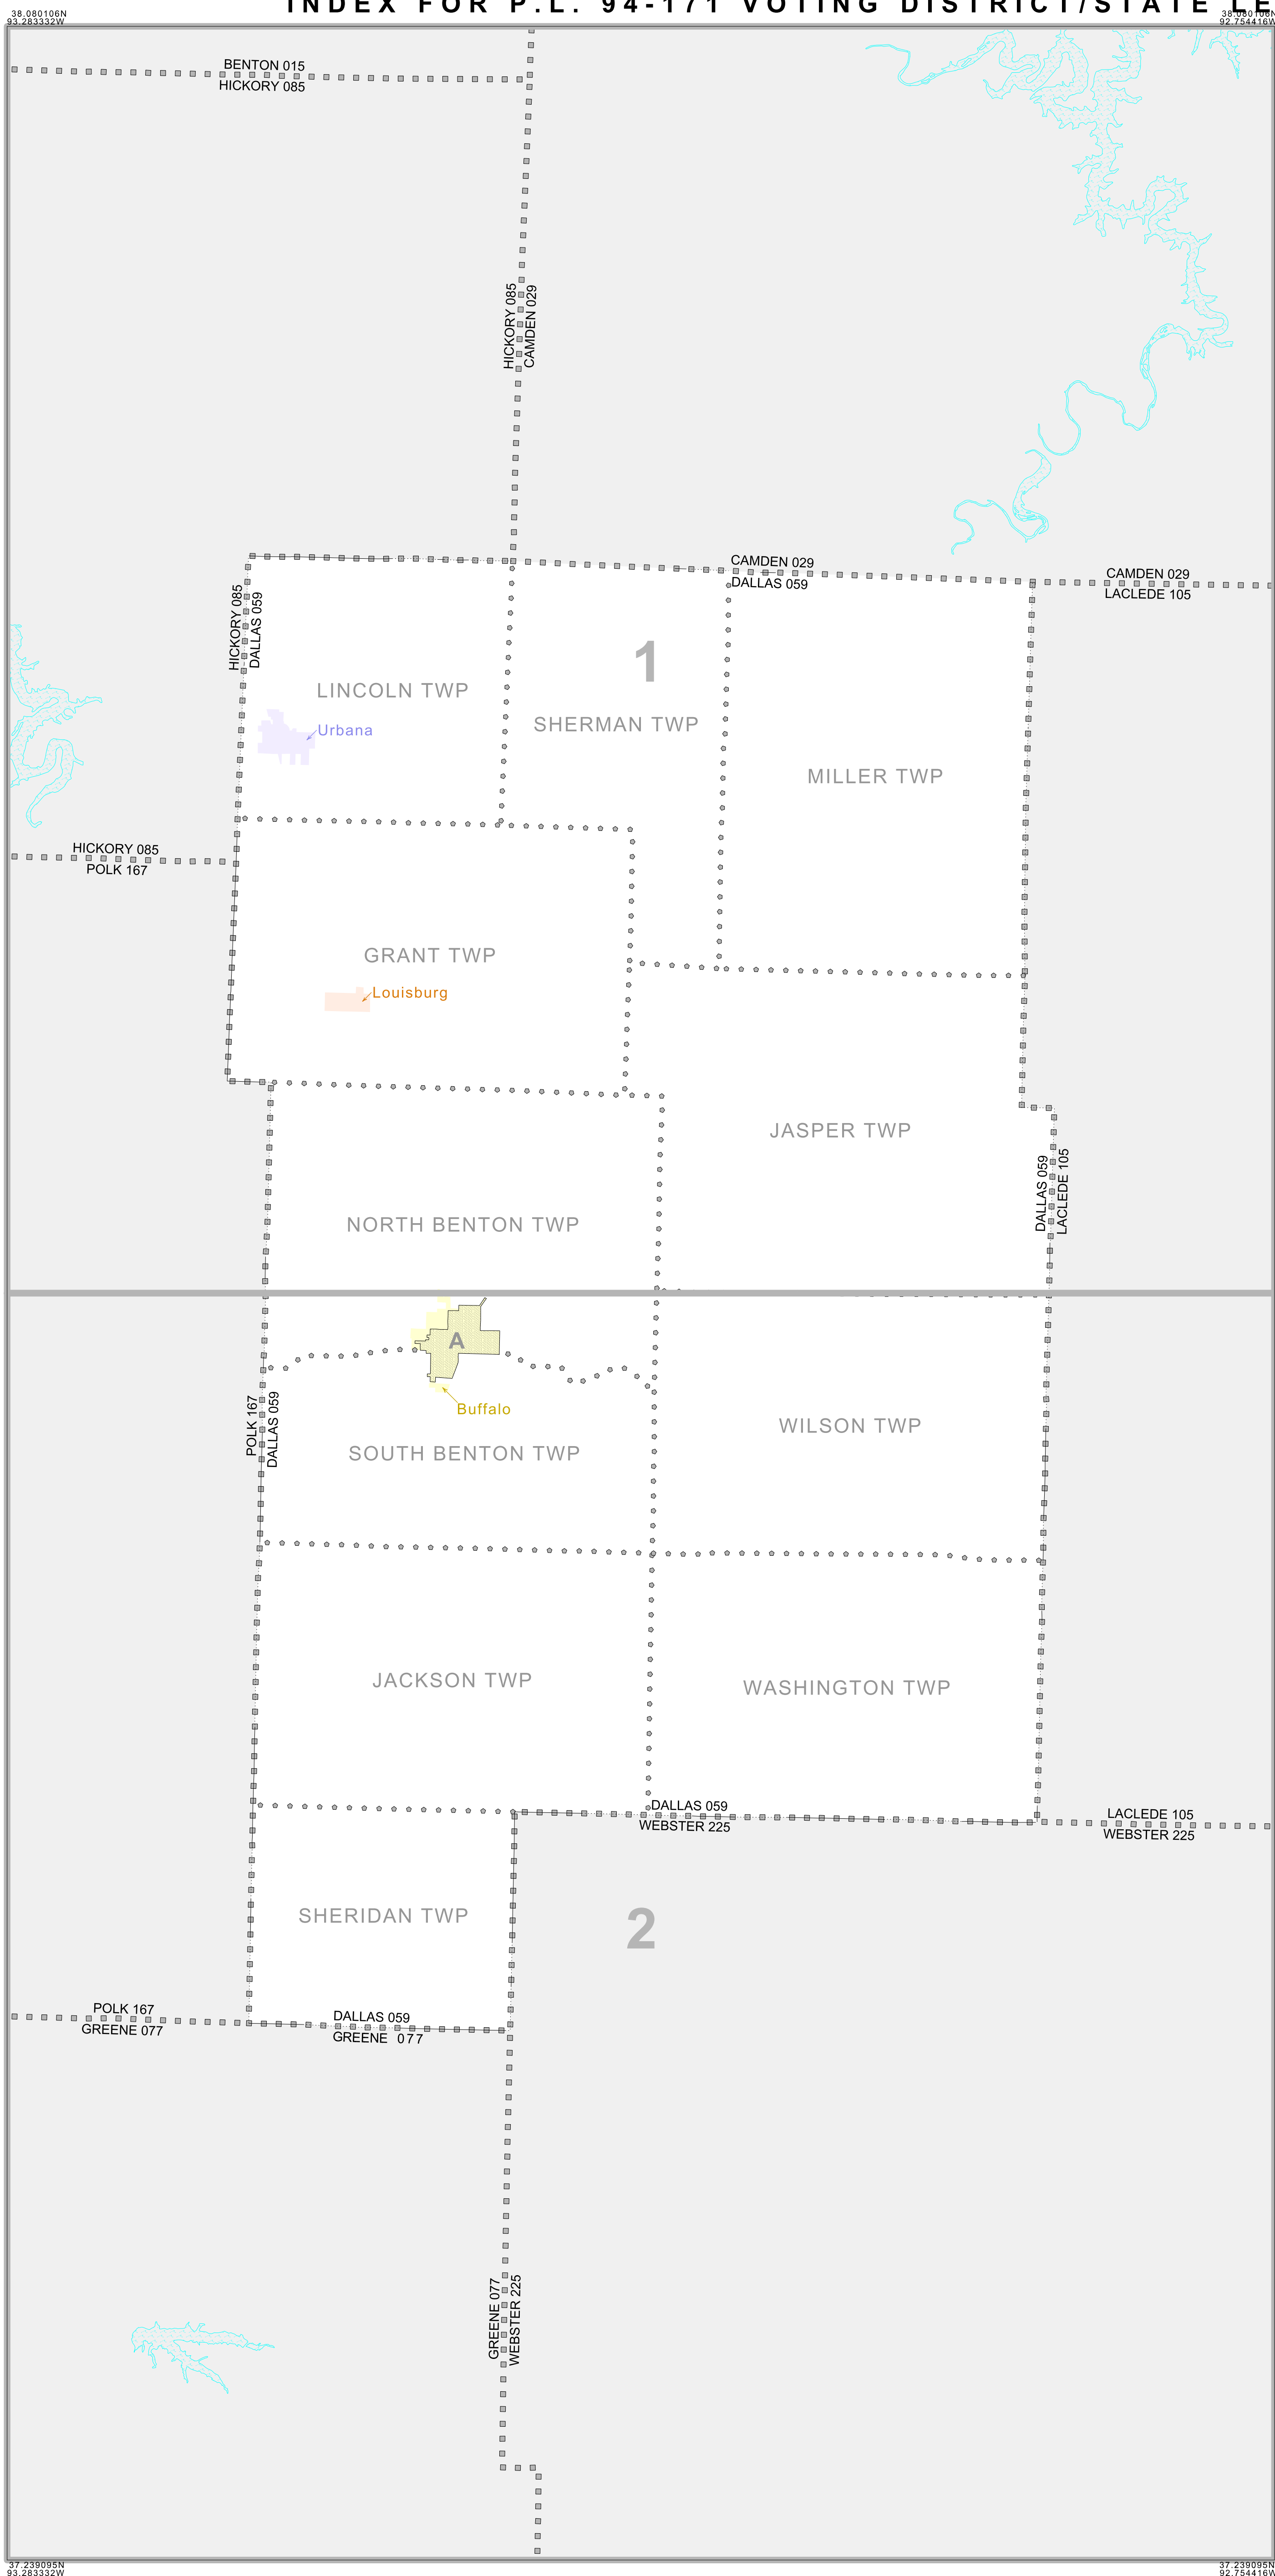 INDEX FOR P.L. 94-171 VOTING DISTRICT/STATE LE
38.080106N
93.283332W
38.080106N
92.754416W
BENTON 015
HICKORY 085
HICKORY 085
CAMDEN 029
CAMDEN 029
DALLAS 059
CAMDEN 029
LACLEDE 105
HICKORY 085
DALLAS 059
1
LINCOLN TWP
SHERMAN TWP
Urbana
MILLER TWP
HICKORY 085
POLK 167
GRANT TWP
Louisburg
JASPER TWP
DALLAS 059
LACLEDE 105
NORTH BENTON TWP
A
Buffalo
POLK 167
DALLAS 059
WILSON TWP
SOUTH BENTON TWP
JACKSON TWP
WASHINGTON TWP
DALLAS 059
WEBSTER 225
LACLEDE 105
WEBSTER 225
SHERIDAN TWP
2
POLK 167
GREENE 077
DALLAS 059
GREENE 077
GREENE 077
WEBSTER 225
37.239095N
93.283332W
37.239095N
92.754416W